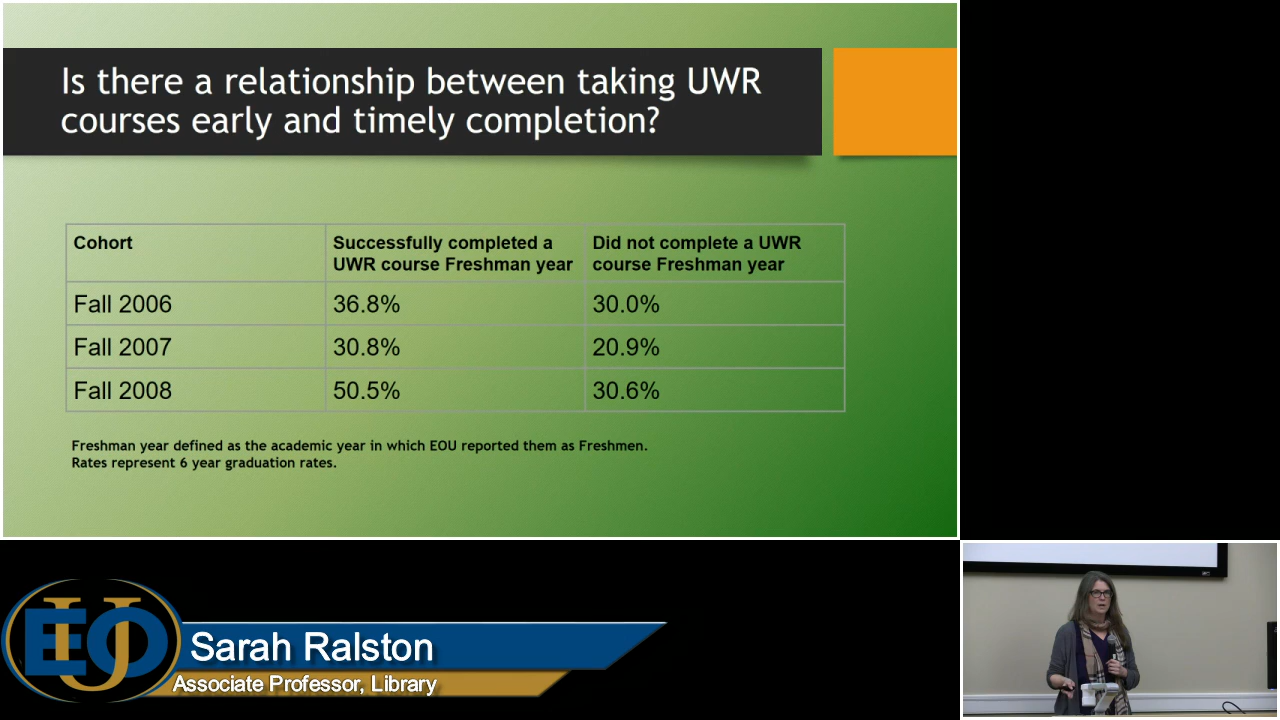 Is there a relationship between taking UWR
courses early and timely completion?
Cohort
Successfully completed a
UWR course Freshman year
Did not complete a UWR
course Freshman year
Fall 2006 36.8% 30.0%
Fall 2007 30.8% 20.9%
Fall 2008 50.5% 30.6%
Freshman year defined as the academic year in which EOU reported them as Freshmen.
Rates represent 6 year graduation rates.
EOU
Sarah Ralston
Associate Professor, Library